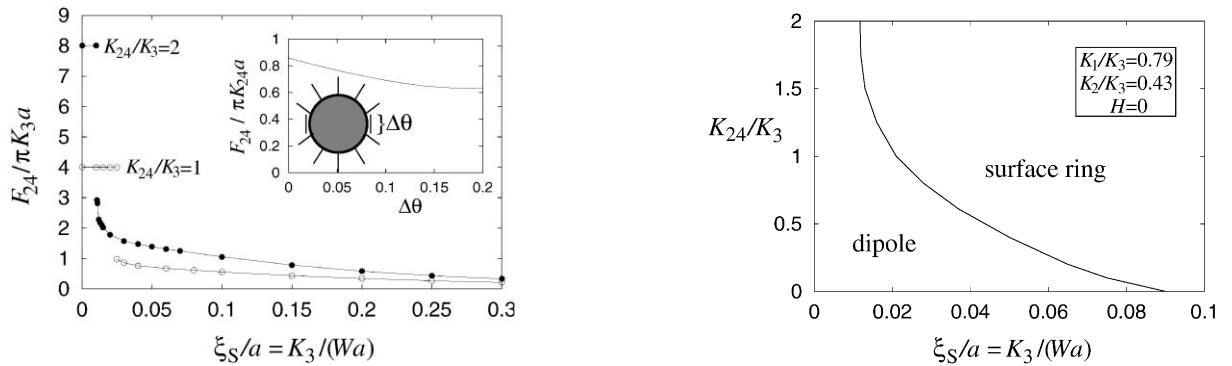 9
8
7
6
5
4
3
2
1
0
F24/πK3a
K24/K3=2
K24/K3=1
0
0.05
0.1
0.15
0.2
0.25
0.3
ξS/a = K3/(Wa)
1
0.8
0.6
0.4
0.2
0
F24 / πK24a
}Δθ
0
0.05
0.1
0.15
0.2
Δθ
2
1.5
1
0.5
0
K24/K3
K1/K3=0.79
K2/K3=0.43
H=0
surface ring
dipole
0
0.02
0.04
0.06
0.08
0.1
ξS/a = K3/(Wa)